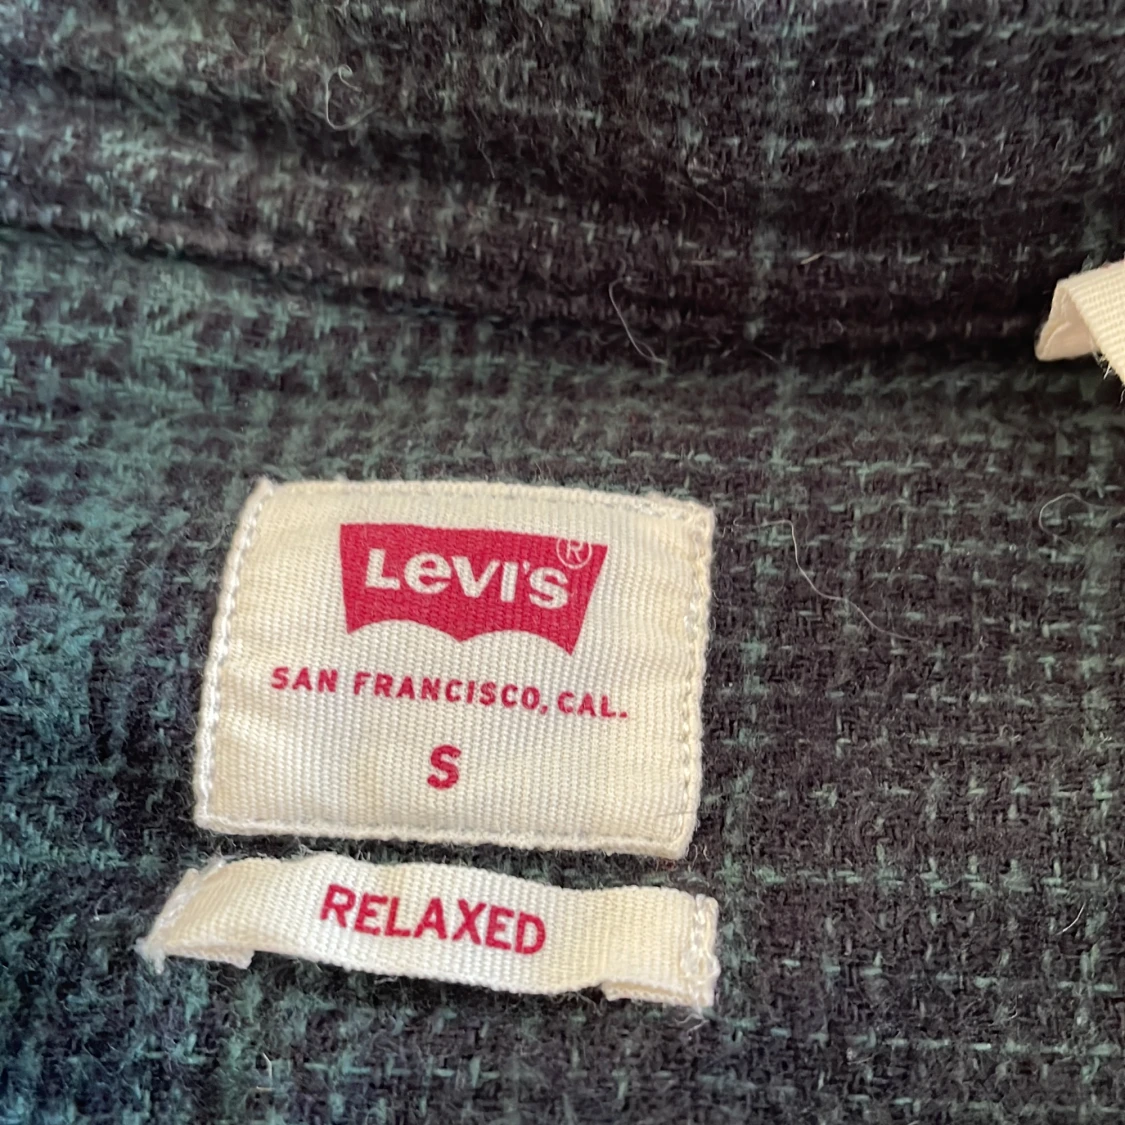 Levi's®
SAN FRANCISCO, CAL.
S
RELAXED